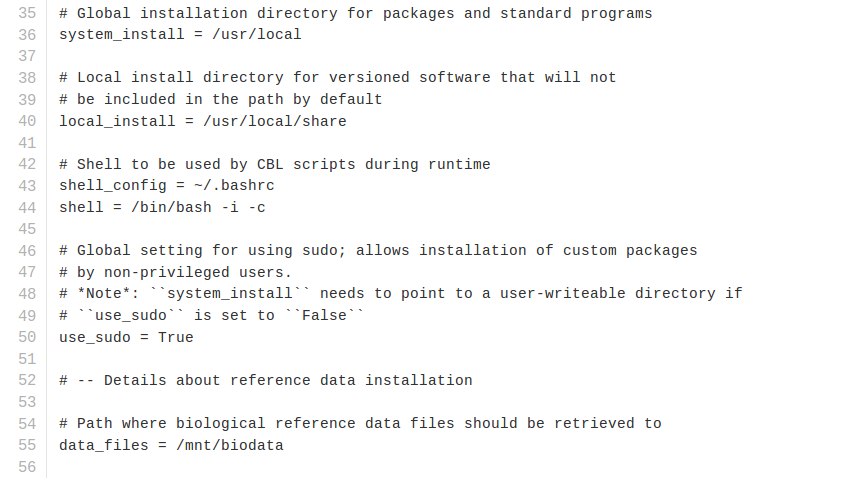 35 # Global installation directory for packages and standard programs
36 system_install = /usr/local
37
38 # Local install directory for versioned software that will not
39 # be included in the path by default
40 local_install = /usr/local/share
41
42 # Shell to be used by CBL scripts during runtime
43 shell_config = ~/.bashrc
44 shell = /bin/bash -i -c
45
46 # Global setting for using sudo; allows installation of custom packages
47 # by non-privileged users.
48 # *Note*: ``system_install`` needs to point to a user-writeable directory if
49 # ``use_sudo`` is set to ``False``
50 use_sudo = True
51
52 # -- Details about reference data installation
53
54 # Path where biological reference data files should be retrieved to
55 data_files = /mnt/biodata
56